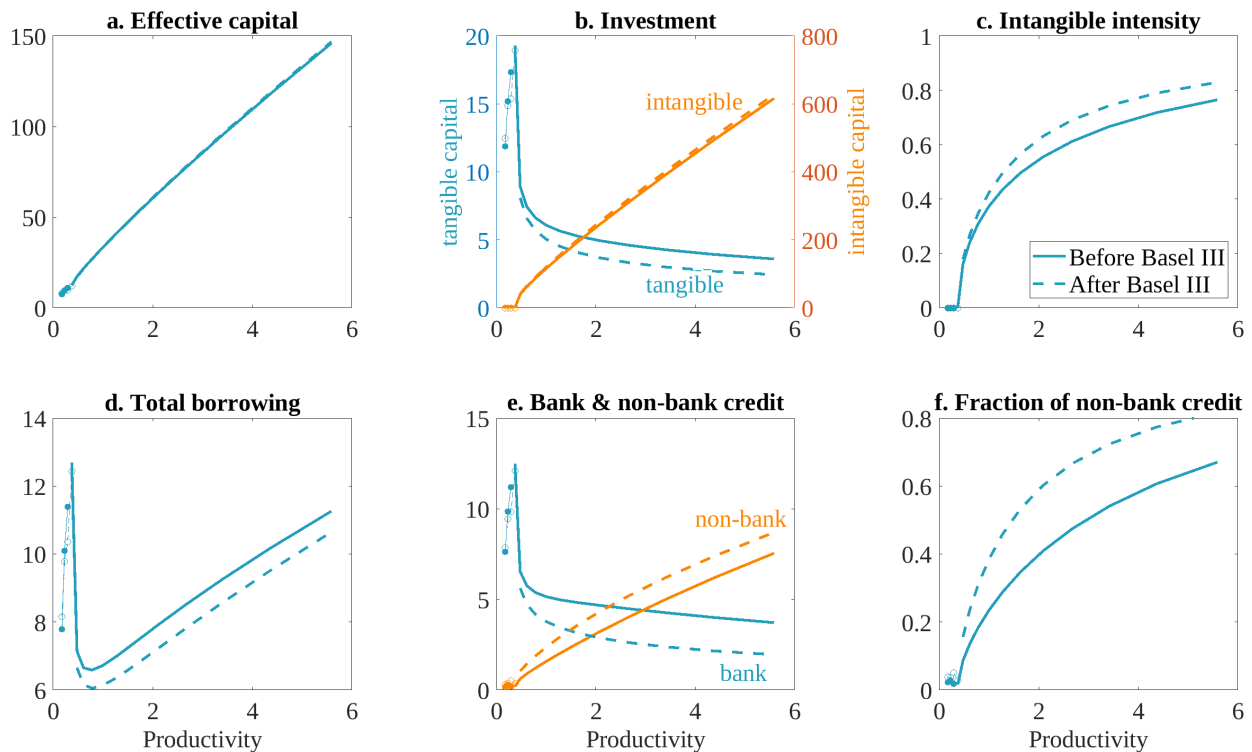 a. Effective capital
150
100
50
0
0 2 4 6
b. Investment
20
15
10
5
0
tangible capital
800
600
400
200
0
intangible capital
intangible
tangible
0 2 4 6
c. Intangible intensity
1
0.8
0.6
0.4
0.2
0
Before Basel III
After Basel III
0 2 4 6
d. Total borrowing
14
12
10
8
6
0 2 4 6
Productivity
e. Bank & non-bank credit
15
10
5
0
non-bank
bank
0 2 4 6
Productivity
f. Fraction of non-bank credit
0.8
0.6
0.4
0.2
0
0 2 4 6
Productivity